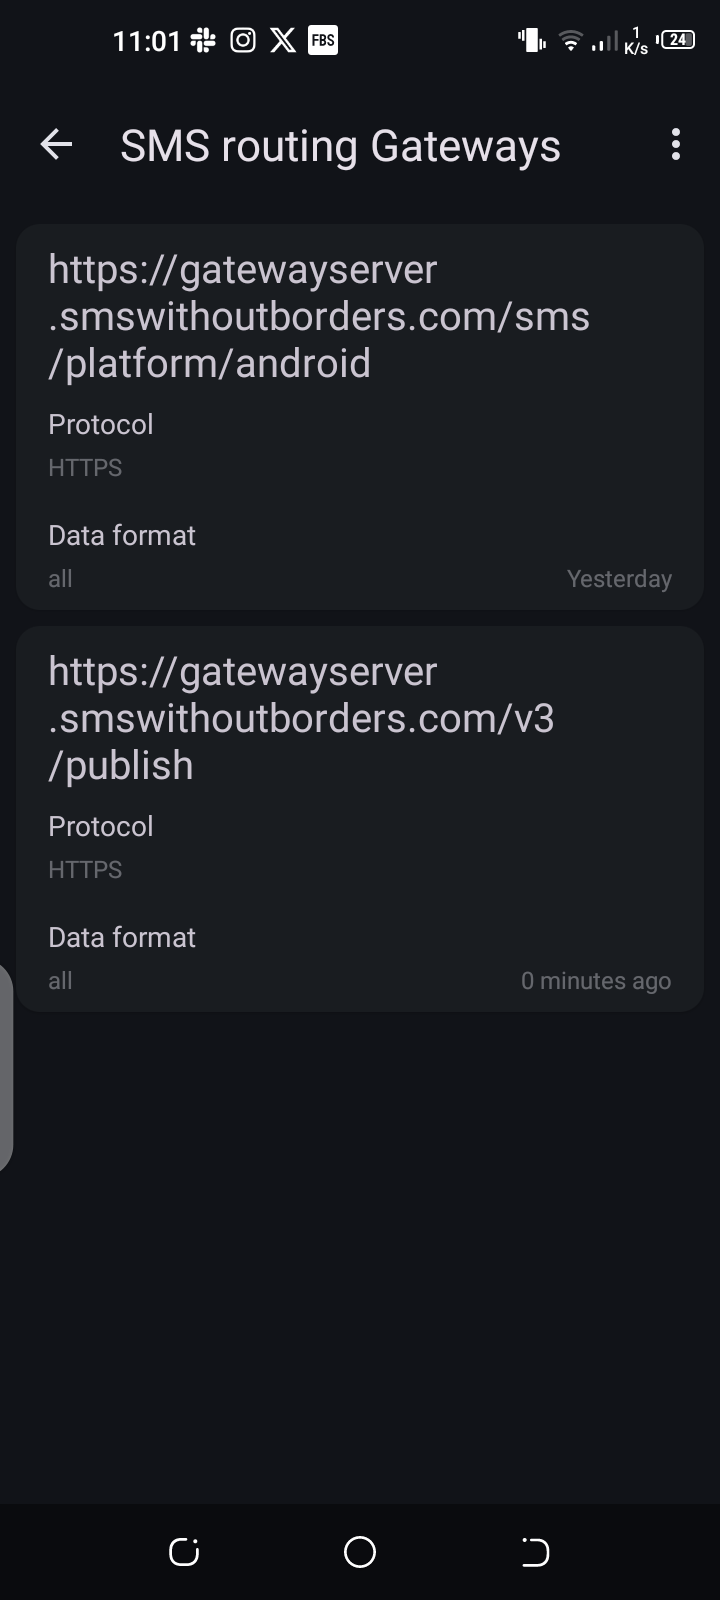 11:01 FBS 1 K/s 24
SMS routing Gateways
https://gatewayserver
.smswithoutborders.com/sms
/platform/android
Protocol
HTTPS
Data format
all Yesterday
https://gatewayserver
.smswithoutborders.com/v3
/publish
Protocol
HTTPS
Data format
all 0 minutes ago